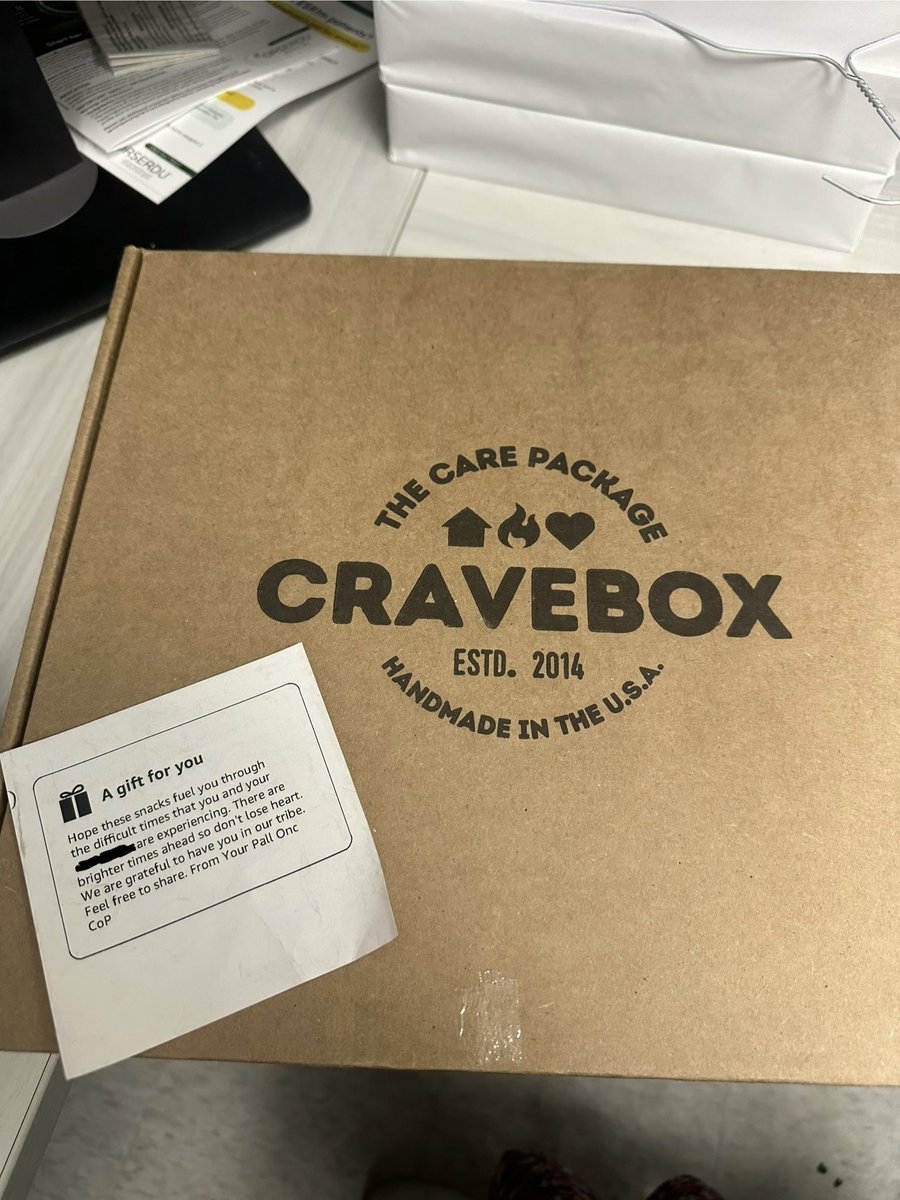 ORSERDU
THE CARE PACKAGE
CRAVEBOX
ESTD. 2014
HANDMADE IN THE U.S.A.
A gift for you
Hope these snacks fuel you through
the difficult times that you and your
are experiencing. There are
brighter times ahead so don't lose heart.
We are grateful to have you in our tribe.
Feel free to share. From Your Pall Onc
CoP